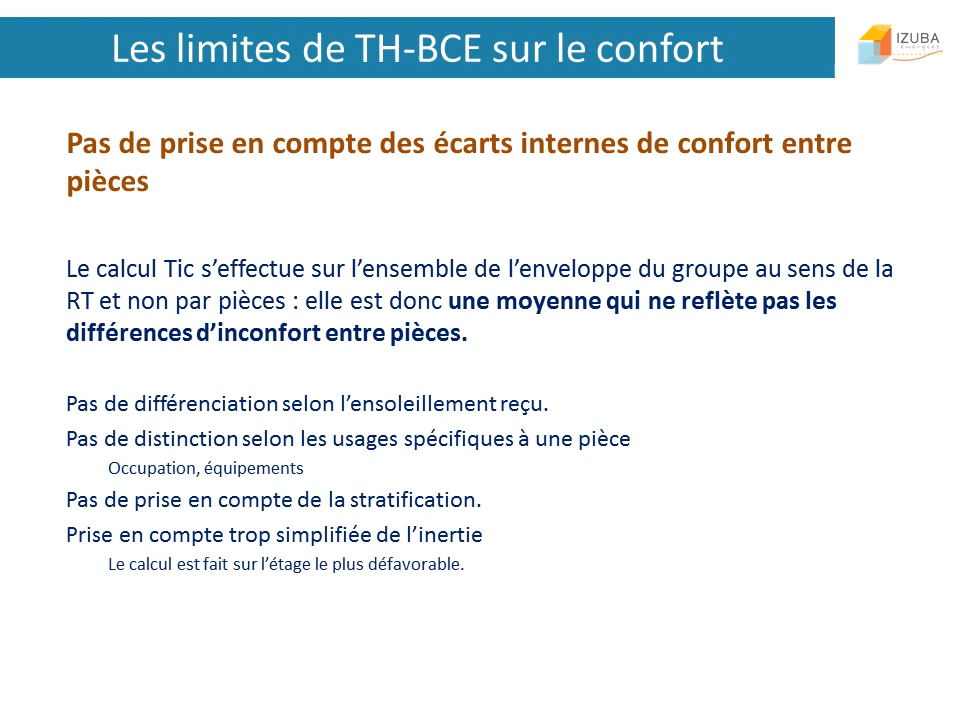 Les limites de TH-BCE sur le confort
IZUBA
énergies
Pas de prise en compte des écarts internes de confort entre
pièces
Le calcul Tic s’effectue sur l’ensemble de l’enveloppe du groupe au sens de la
RT et non par pièces : elle est donc une moyenne qui ne reflète pas les
différences d’inconfort entre pièces.
Pas de différenciation selon l’ensoleillement reçu.
Pas de distinction selon les usages spécifiques à une pièce
Occupation, équipements
Pas de prise en compte de la stratification.
Prise en compte trop simplifiée de l’inertie
Le calcul est fait sur l’étage le plus défavorable.